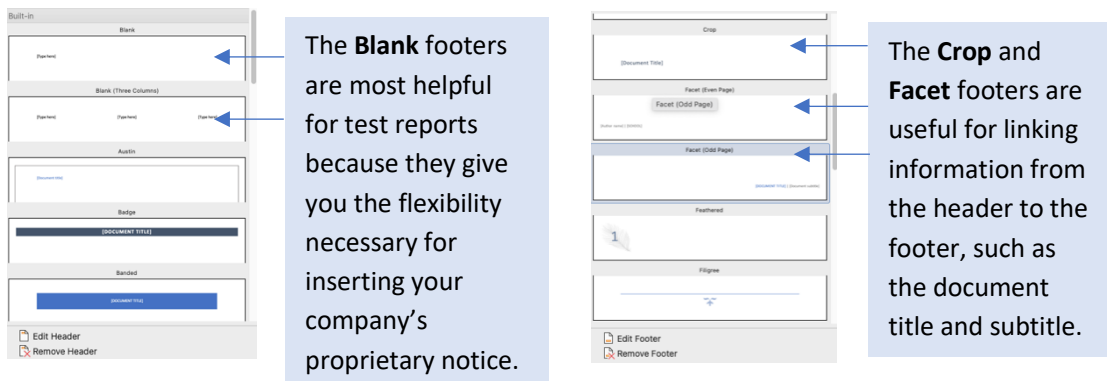 Built-in
Blank
[Type here]
Blank (Three Columns)
[Type here] [Type here] [Type here]
Austin
[Document title]
Badge
[DOCUMENT TITLE]
Banded
[DOCUMENT TITLE]
Edit Header
Remove Header
The Blank footers
are most helpful
for test reports
because they give
you the flexibility
necessary for
inserting your
company’s
proprietary notice.
Crop
[Document Title]
Facet (Even Page)
Facet (Odd Page)
[Author name] | [SCHOOL]
Facet (Odd Page)
[DOCUMENT TITLE] | [Document subtitle]
Feathered
1
Filigree
Edit Footer
Remove Footer
The Crop and
Facet footers are
useful for linking
information from
the header to the
footer, such as
the document
title and subtitle.